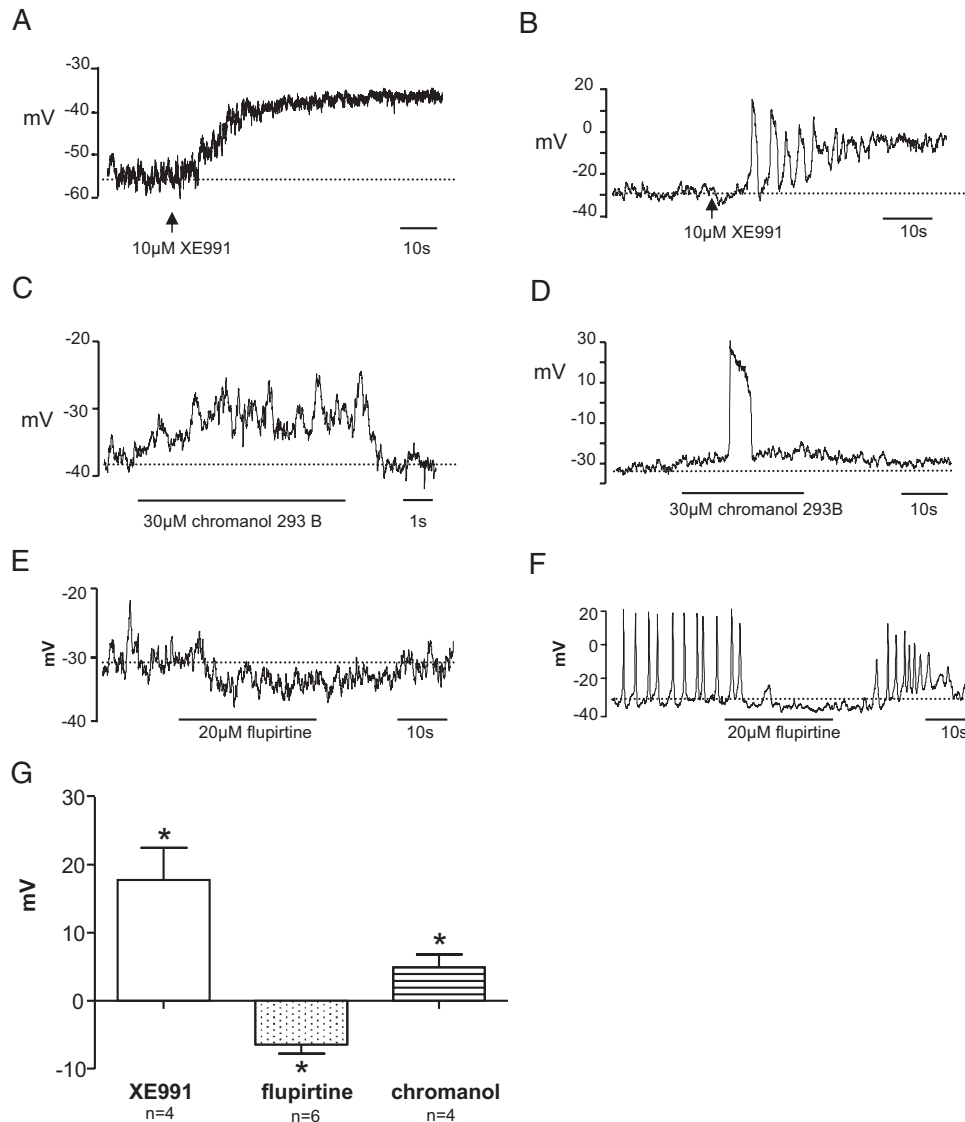 A
-30
-40
-50
-60
mV
10µM XE991
10s
B
20
0
-20
-40
mV
10µM XE991
10s
C
-20
-30
-40
mV
30µM chromanol 293 B
1s
D
30
10
-10
-30
mV
30µM chromanol 293B
10s
E
-20
-30
-40
mV
20µM flupirtine
10s
F
20
0
-20
-40
mV
20µM flupirtine
10s
G
30
20
10
0
-10
mV
*
*
*
XE991 flupirtine chromanol
n=4 n=6 n=4